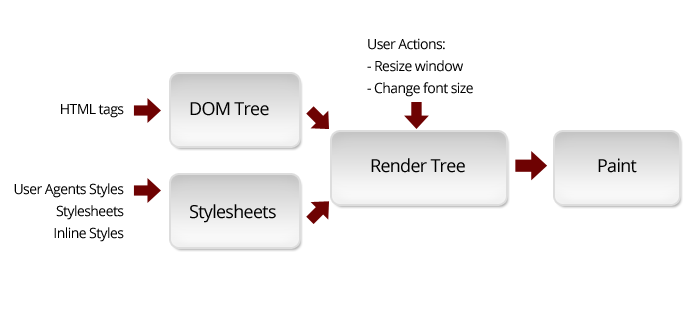 User Actions:
- Resize window
- Change font size
HTML tags
DOM Tree
Render Tree
Paint
User Agents Styles
Stylesheets
Inline Styles
Stylesheets